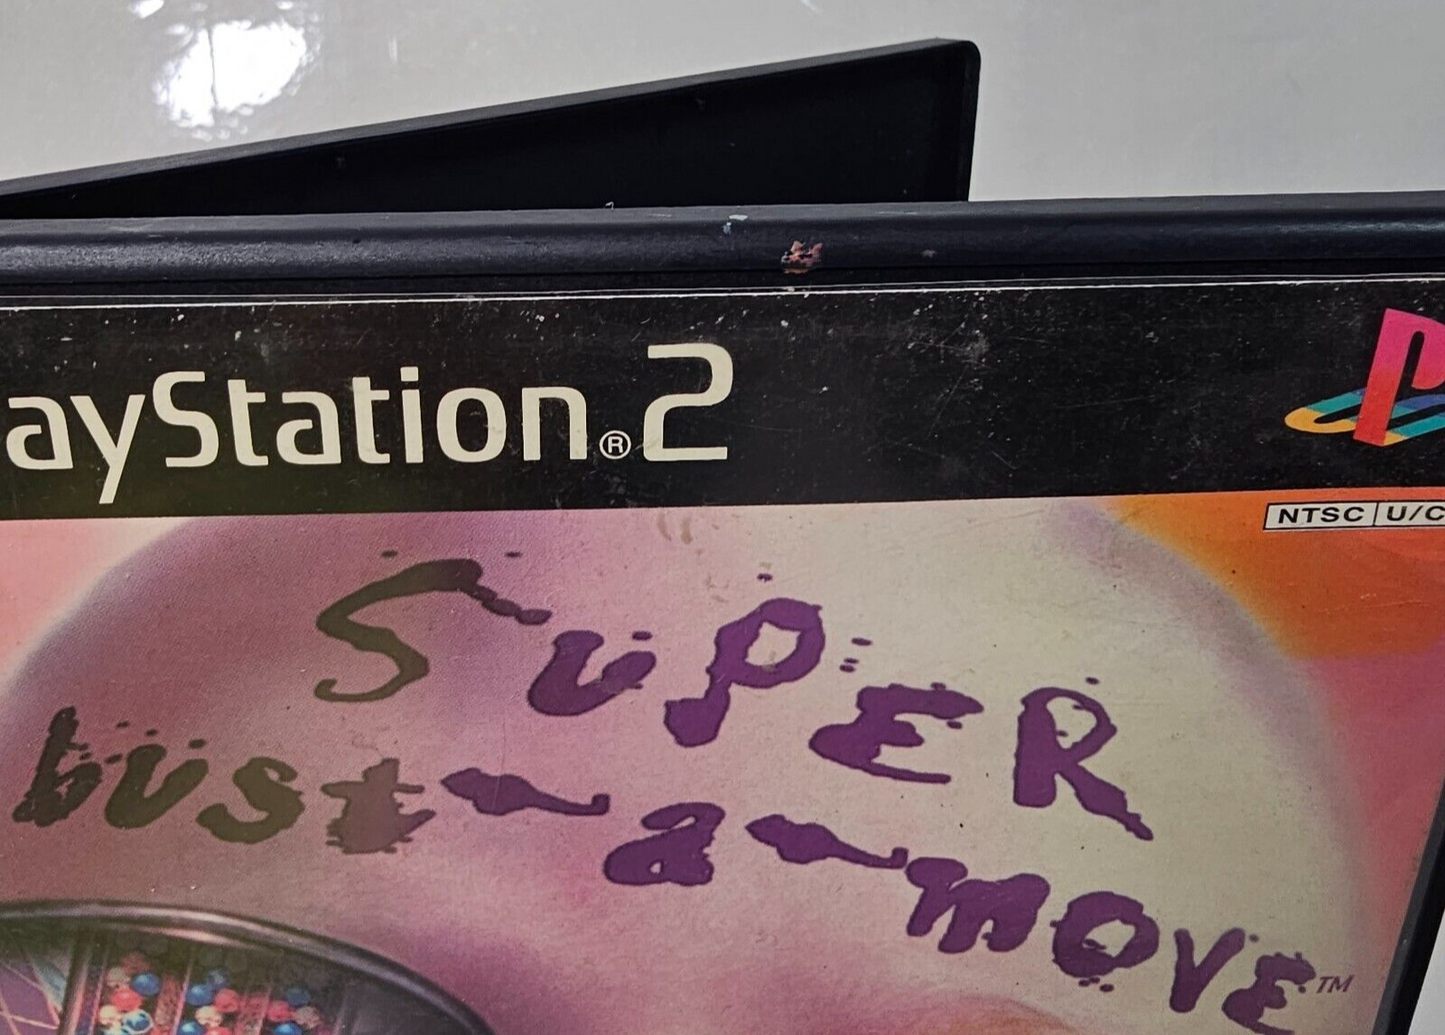 ayStation®2
NTSC U/C
SUPER
bust-a-move™